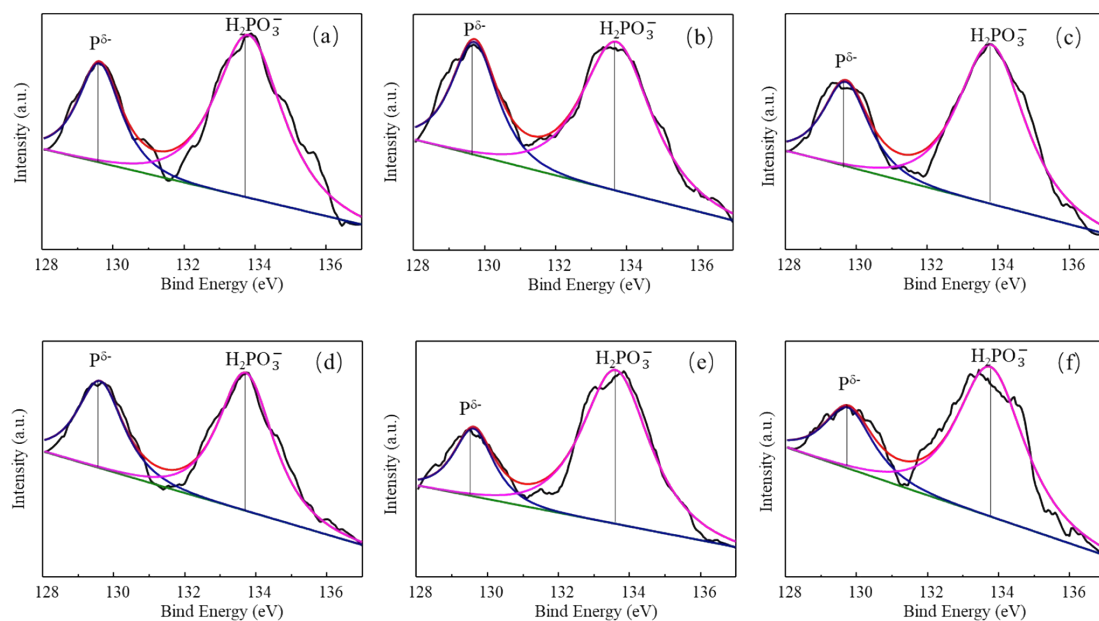 Pδ- H₂PO₃⁻ (a)
Intensity (a.u.)
128 130 132 134 136
Bind Energy (eV)
Pδ- H₂PO₃⁻ (b)
Intensity (a.u.)
128 130 132 134 136
Bind Energy (eV)
Pδ- H₂PO₃⁻ (c)
Intensity (a.u.)
128 130 132 134 136
Bind Energy (eV)
Pδ- H₂PO₃⁻ (d)
Intensity (a.u.)
128 130 132 134 136
Bind Energy (eV)
Pδ- H₂PO₃⁻ (e)
Intensity (a.u.)
128 130 132 134 136
Bind Energy (eV)
Pδ- H₂PO₃⁻ (f)
Intensity (a.u.)
128 130 132 134 136
Bind Energy (eV)